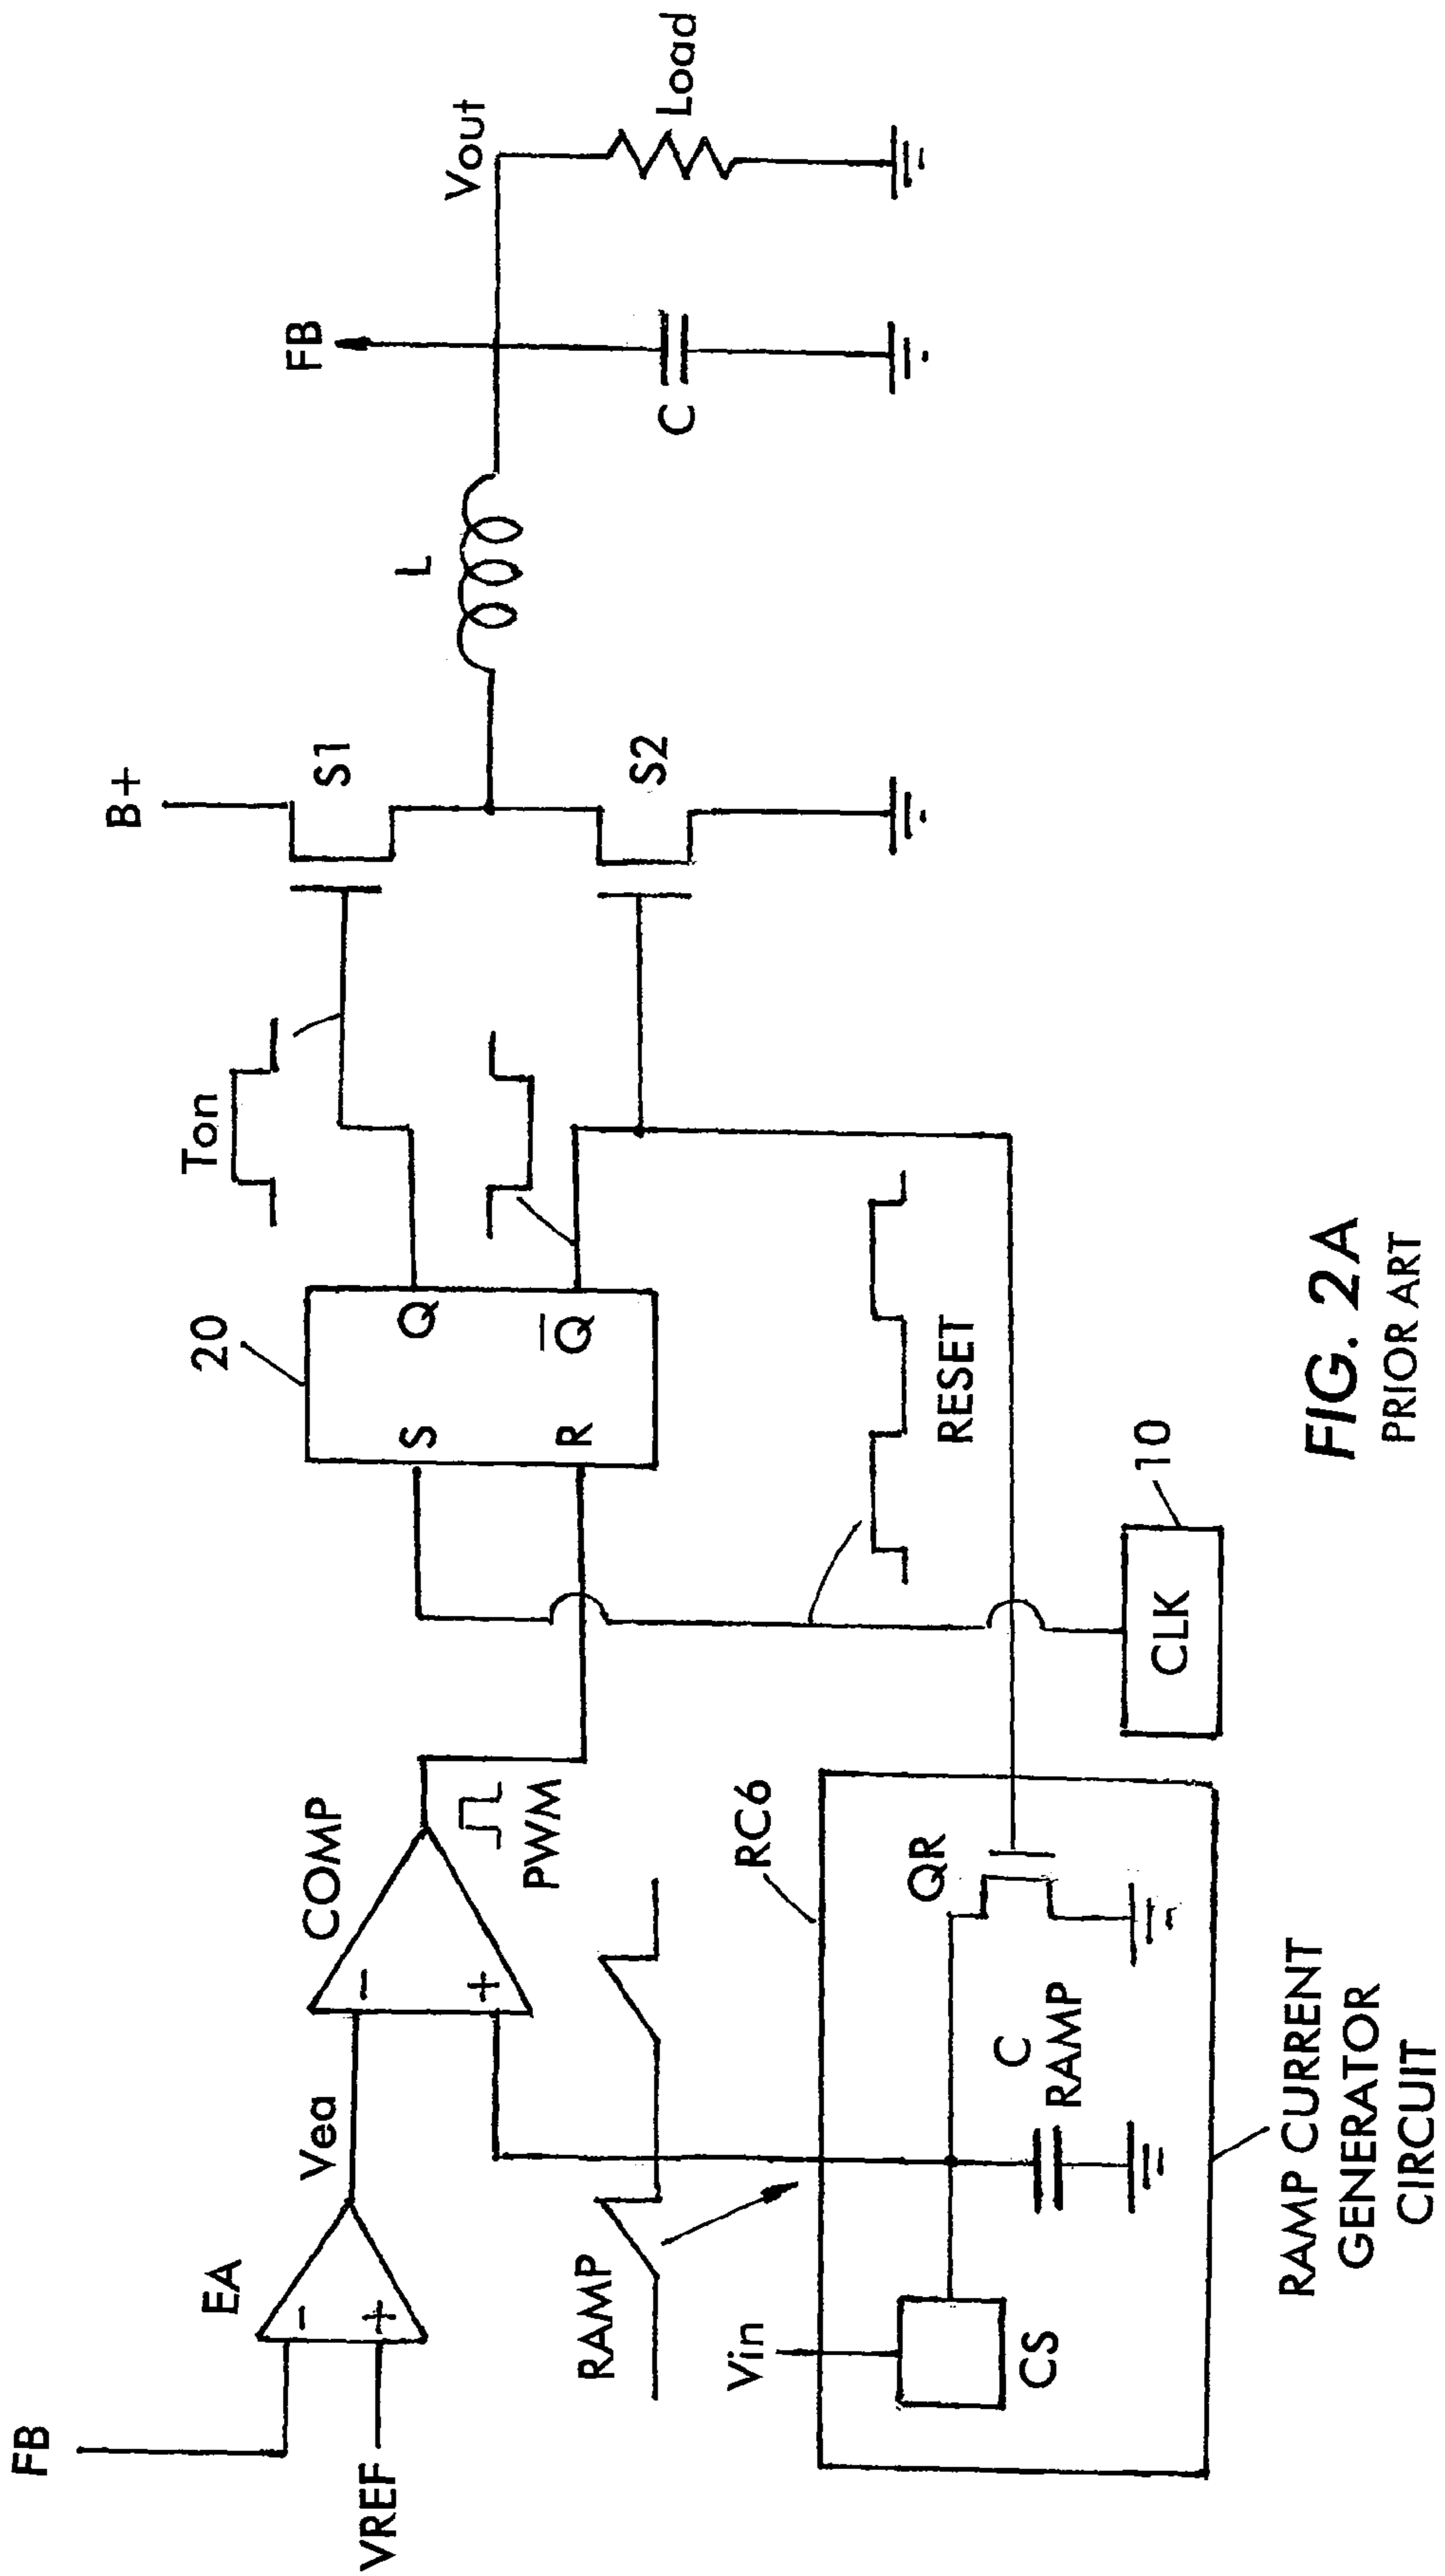 B+
FB
Vout
Ton
L
S1
20
S2
C
Load
S
Q
R
Q̅
COMP
−
+
PWM
RESET
EA
Vea
FB
−
+
VREF
RAMP
RC6
Vin
QR
CS
C
RAMP
CLK
10
RAMP CURRENT
GENERATOR
CIRCUIT
FIG. 2A
PRIOR ART